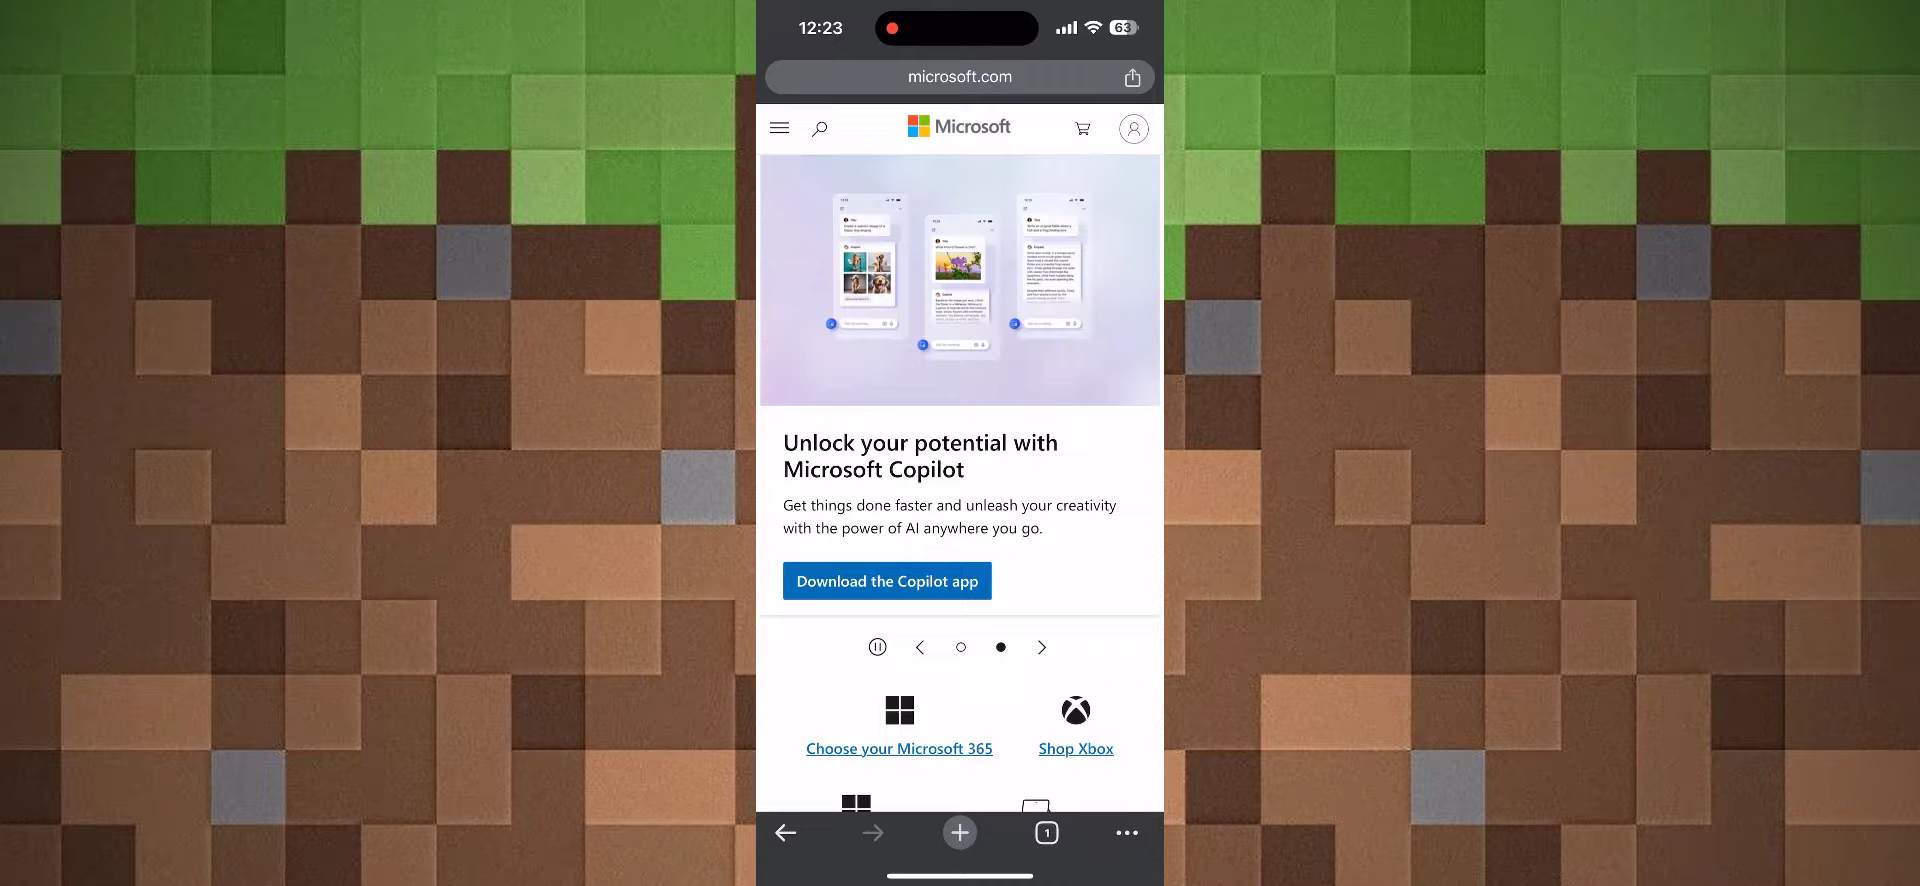 12:23
63
microsoft.com
Microsoft
Unlock your potential with
Microsoft Copilot
Get things done faster and unleash your creativity
with the power of AI anywhere you go.
Download the Copilot app
Choose your Microsoft 365
Shop Xbox
1